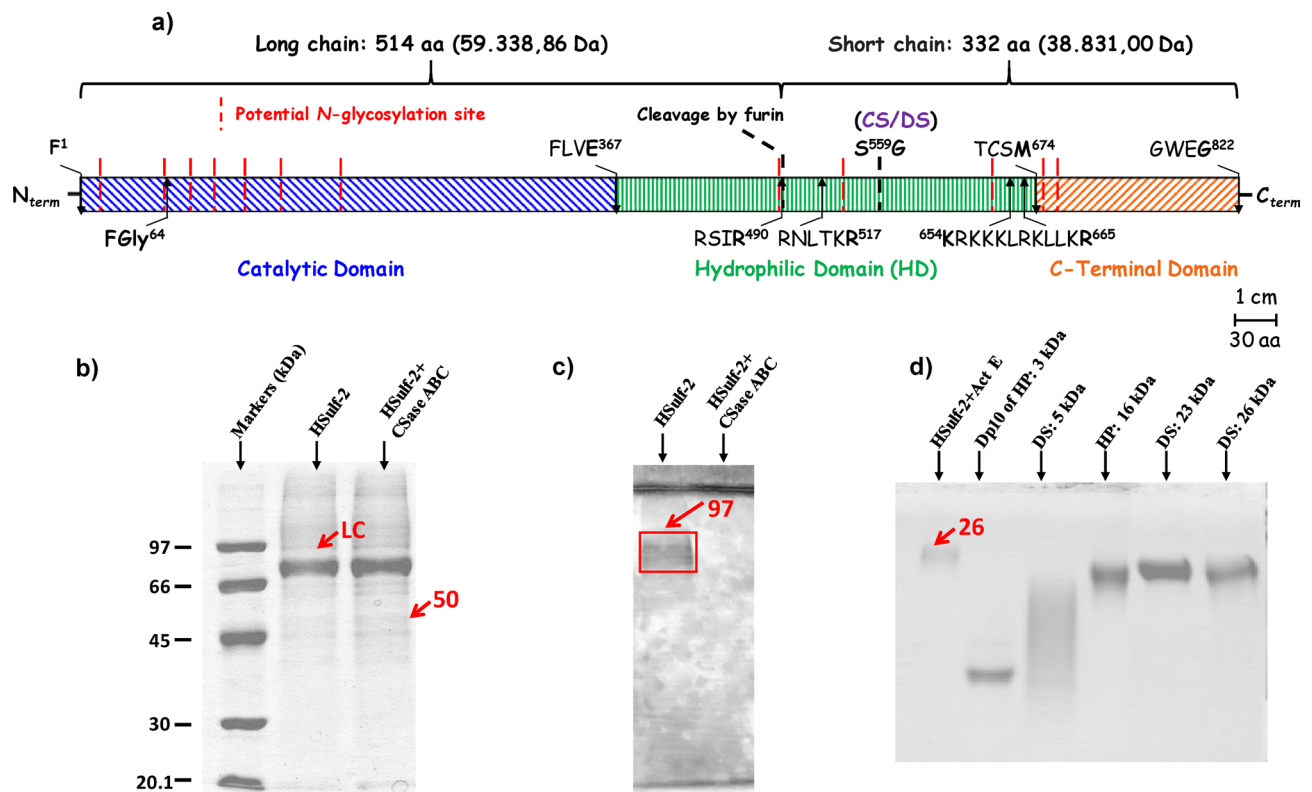 a)
Long chain: 514 aa (59.338,86 Da)
Short chain: 332 aa (38.831,00 Da)
Potential N-glycosylation site
Cleavage by furin
(CS/DS)
F1
FLVE367
S559G
TCSM674
GWEG822
Nterm
Cterm
FGly64
RSIR490
RNLTKR517
654KRKKKLRKLLKR665
Catalytic Domain
Hydrophilic Domain (HD)
C-Terminal Domain
1 cm
30 aa
b)
Markers (kDa)
HSulf-2
HSulf-2+
CSase ABC
LC
50
97
66
45
30
20.1
c)
HSulf-2
HSulf-2+
CSase ABC
97
d)
HSulf-2+Act E
Dp10 of HP: 3 kDa
DS: 5 kDa
HP: 16 kDa
DS: 23 kDa
DS: 26 kDa
26